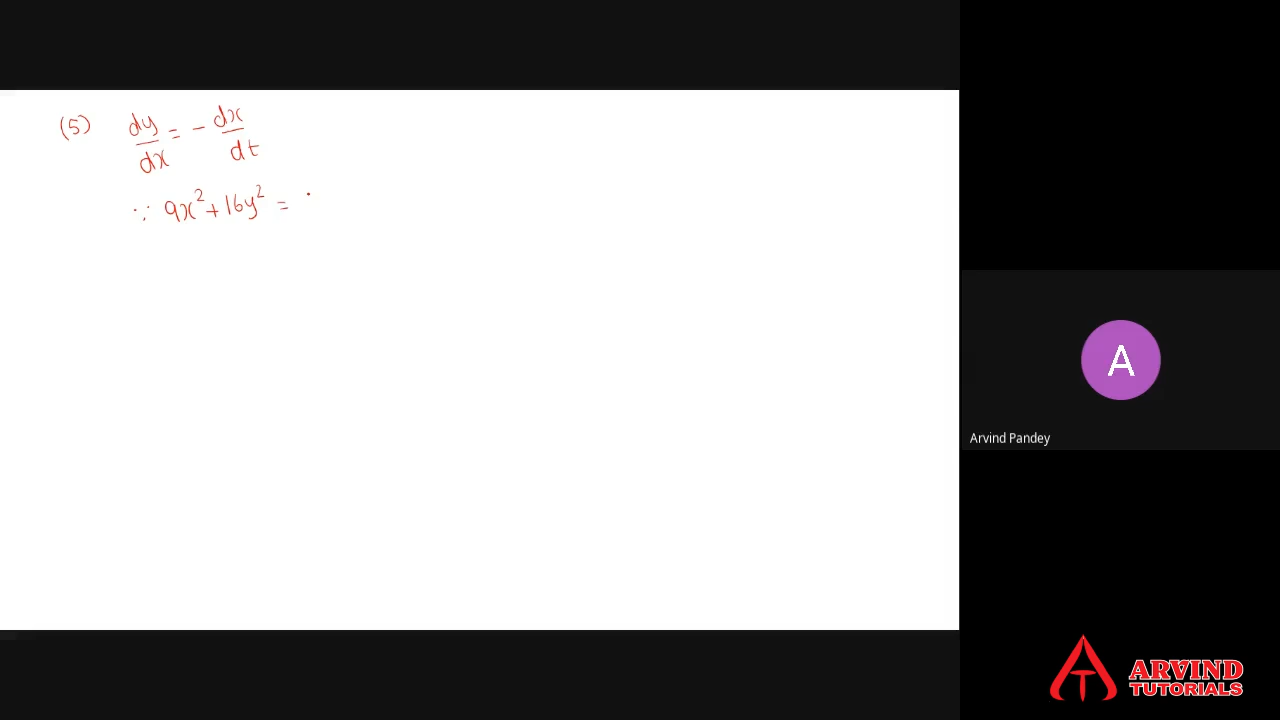 (5) dy/dx = - dx/dt
∵ 9x² + 16y² =
A
Arvind Pandey
ARVIND
TUTORIALS